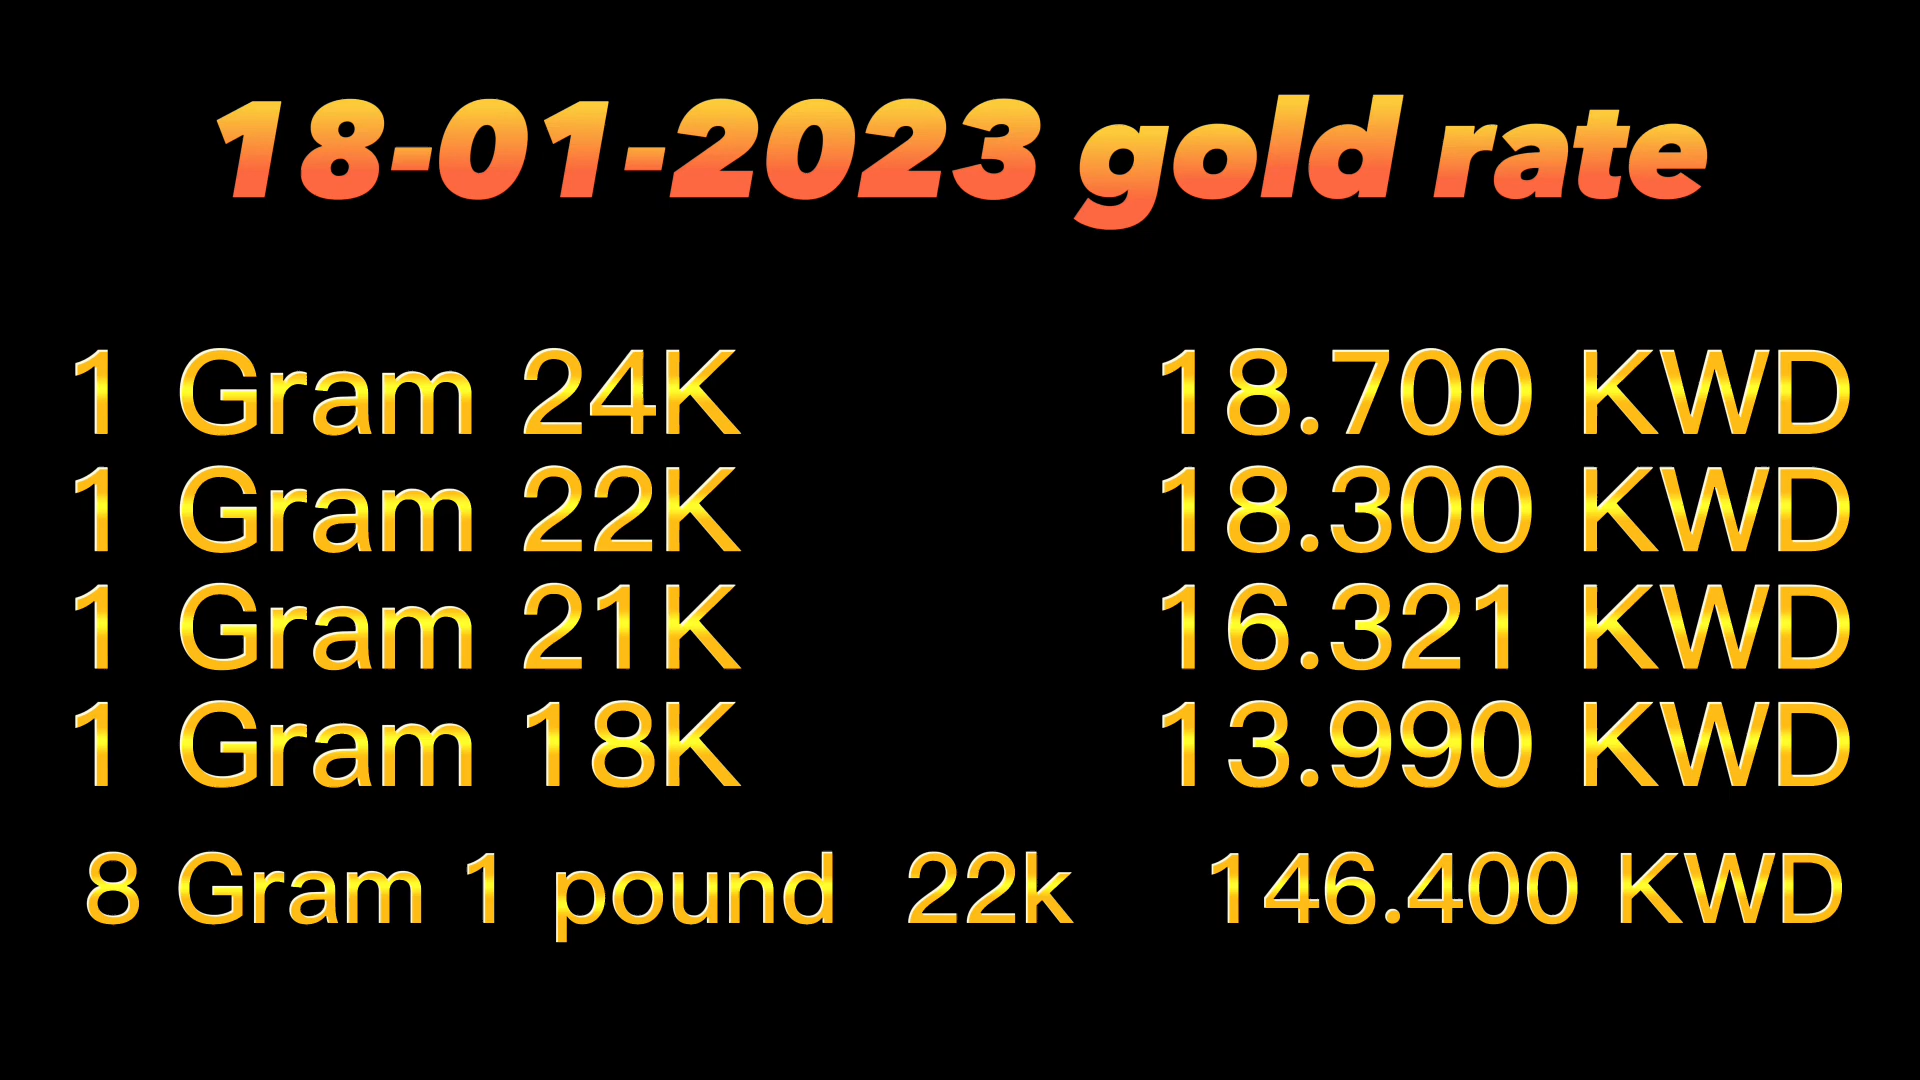 18-01-2023 gold rate
1 Gram 24K 18.700 KWD
1 Gram 22K 18.300 KWD
1 Gram 21K 16.321 KWD
1 Gram 18K 13.990 KWD
8 Gram 1 pound 22k 146.400 KWD